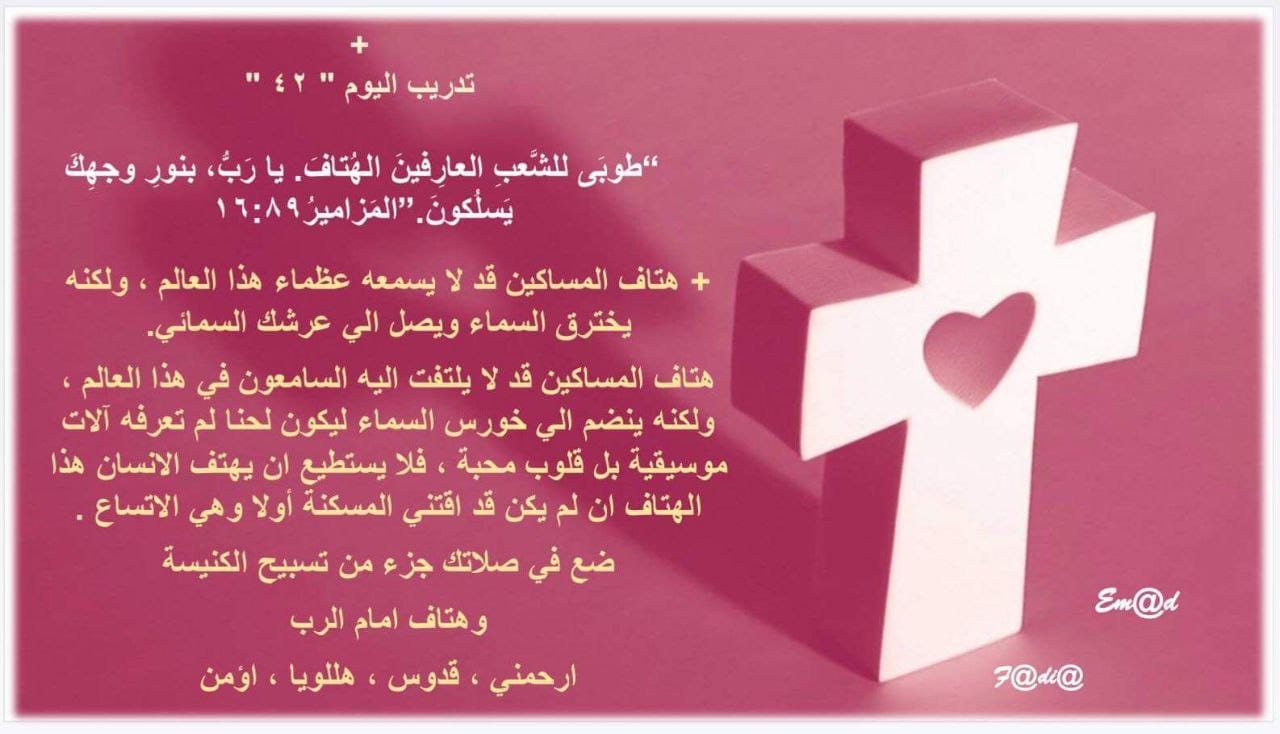 +
تدريب اليوم " ٤٢ "
“طوبَى للشَّعبِ العارِفينَ الهُتافَ. يا رَبُّ، بنورِ وجهِكَ
يَسلُكونَ.”المَزاميرُ ١٦:٨٩
+ هتاف المساكين قد لا يسمعه عظماء هذا العالم ، ولكنه
يخترق السماء ويصل الي عرشك السمائي.
هتاف المساكين قد لا يلتفت اليه السامعون في هذا العالم ،
ولكنه ينضم الي خورس السماء ليكون لحنا لم تعرفه آلات
موسيقية بل قلوب محبة ، فلا يستطيع ان يهتف الانسان هذا
الهتاف ان لم يكن قد اقتني المسكنة أولا وهي الاتساع .
ضع في صلاتك جزء من تسبيح الكنيسة
وهتاف امام الرب
ارحمني ، قدوس ، هللويا ، اؤمن
Em@d
F@di@